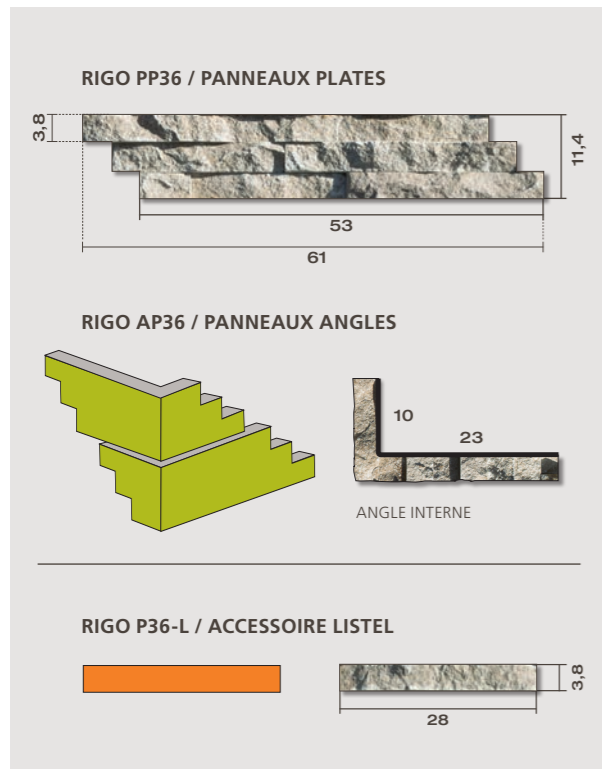 RIGO PP36 / PANNEAUX PLATES
3,8
11,4
53
61
RIGO AP36 / PANNEAUX ANGLES
10
23
ANGLE INTERNE
RIGO P36-L / ACCESSOIRE LISTEL
3,8
28